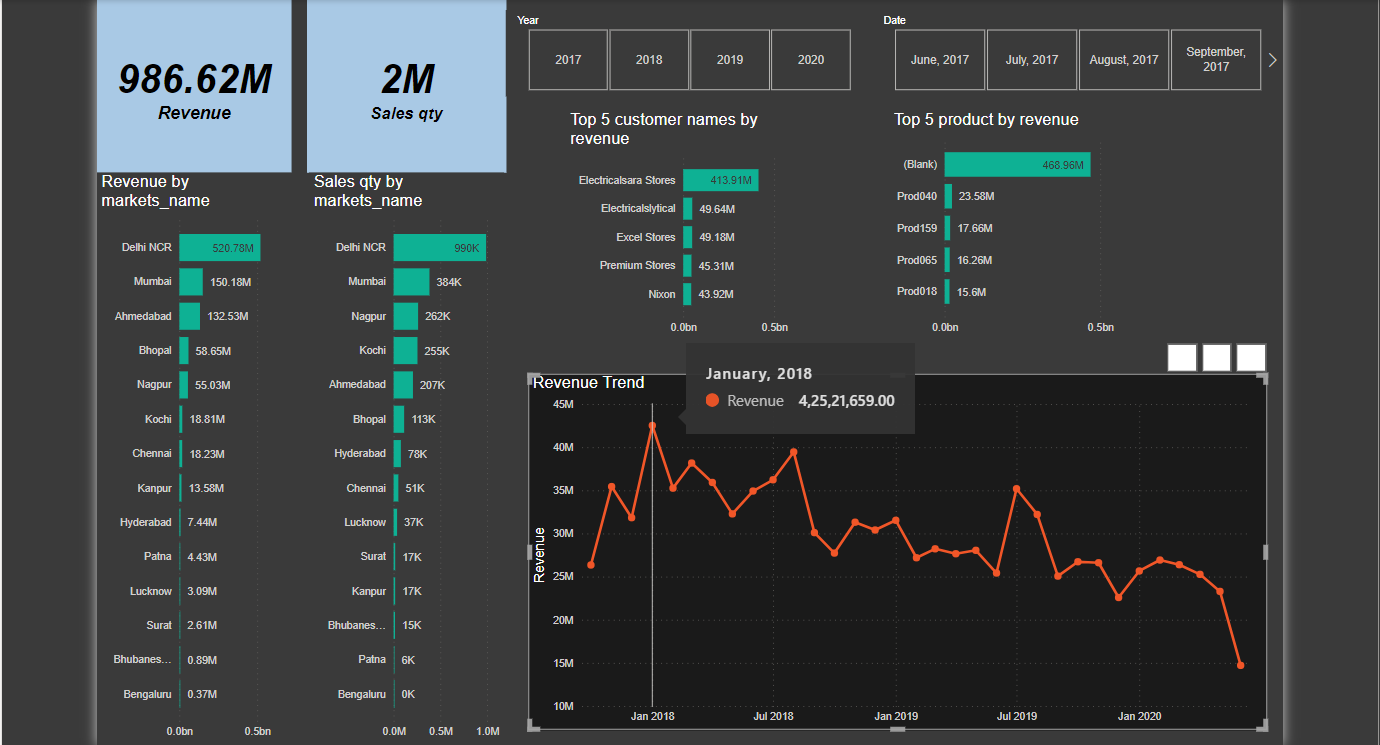 986.62M
Revenue
2M
Sales qty
Year
2017
2018
2019
2020
Date
June, 2017
July, 2017
August, 2017
September,
2017
Revenue by
markets_name
Delhi NCR 520.78M
Mumbai 150.18M
Ahmedabad 132.53M
Bhopal 58.65M
Nagpur 55.03M
Kochi 18.81M
Chennai 18.23M
Kanpur 13.58M
Hyderabad 7.44M
Patna 4.43M
Lucknow 3.09M
Surat 2.61M
Bhubanes... 0.89M
Bengaluru 0.37M
0.0bn 0.5bn
Sales qty by
markets_name
Delhi NCR 990K
Mumbai 384K
Nagpur 262K
Kochi 255K
Ahmedabad 207K
Bhopal 113K
Hyderabad 78K
Chennai 51K
Lucknow 37K
Surat 17K
Kanpur 17K
Bhubanes... 15K
Patna 6K
Bengaluru 0K
0.0M 0.5M 1.0M
Top 5 customer names by
revenue
Electricalsara Stores 413.91M
Electricalslytical 49.64M
Excel Stores 49.18M
Premium Stores 45.31M
Nixon 43.92M
0.0bn 0.5bn
Top 5 product by revenue
(Blank) 468.96M
Prod040 23.58M
Prod159 17.66M
Prod065 16.26M
Prod018 15.6M
0.0bn 0.5bn
Revenue Trend
January, 2018
Revenue 4,25,21,659.00
Revenue
45M
40M
35M
30M
25M
20M
15M
10M
Jan 2018 Jul 2018 Jan 2019 Jul 2019 Jan 2020